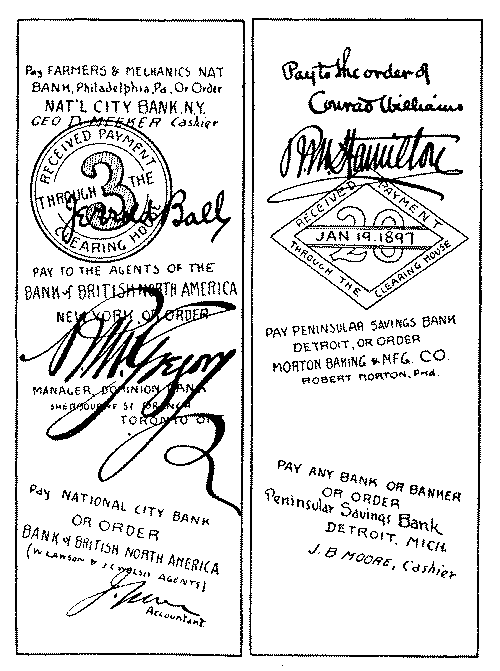 Pay FARMERS & MECHANICS NAT
BANK, Philadelphia, Pa, Or Order
NAT'L CITY BANK, N.Y.
GEO D. MEEKER Cashier
RECEIVED PAYMENT
3
THROUGH THE
CLEARING HOUSE
Ball
PAY TO THE AGENTS OF THE
BANK of BRITISH NORTH AMERICA
NEW YORK, OR ORDER
MANAGER, DOMINION BANK
SHERBOURNE ST. BRANCH
TORONTO
Pay NATIONAL CITY BANK
OR ORDER
BANK of BRITISH NORTH AMERICA
(W LAWSON & J C WELSH AGENTS)
Accountant
Pay to the order of
Conrad Williams
Hamilton
RECEIVED PAYMENT
20
JAN 19. 1897
THROUGH THE CLEARING HOUSE
PAY PENINSULAR SAVINGS BANK
DETROIT, OR ORDER
MORTON BAKING & MFG. CO.
ROBERT MORTON,
PAY ANY BANK OR BANKER
OR ORDER
Peninsular Savings Bank
DETROIT, MICH.
J. B MOORE, Cashier